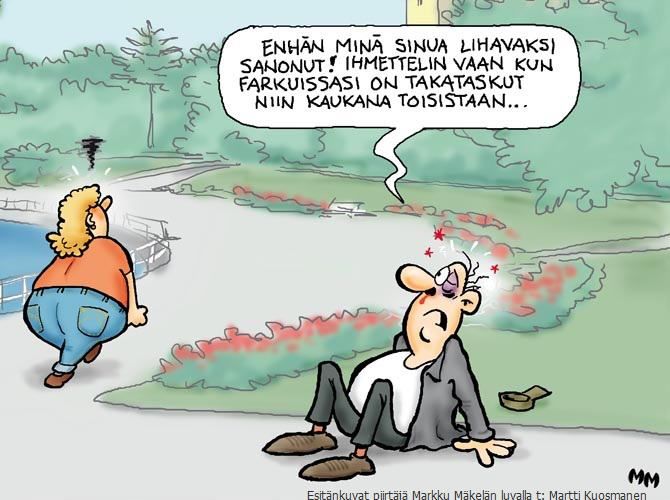 ENHÄN MINÄ SINUA LIHAVAKSI
SANONUT! IHMETTELIN VAAN KUN
FARKUISSASI ON TAKATASKUT
NIIN KAUKANA TOISISTAAN...
MM
Esitänkuvat piirtäjä Markku Mäkelän luvalla t: Martti Kuosmanen